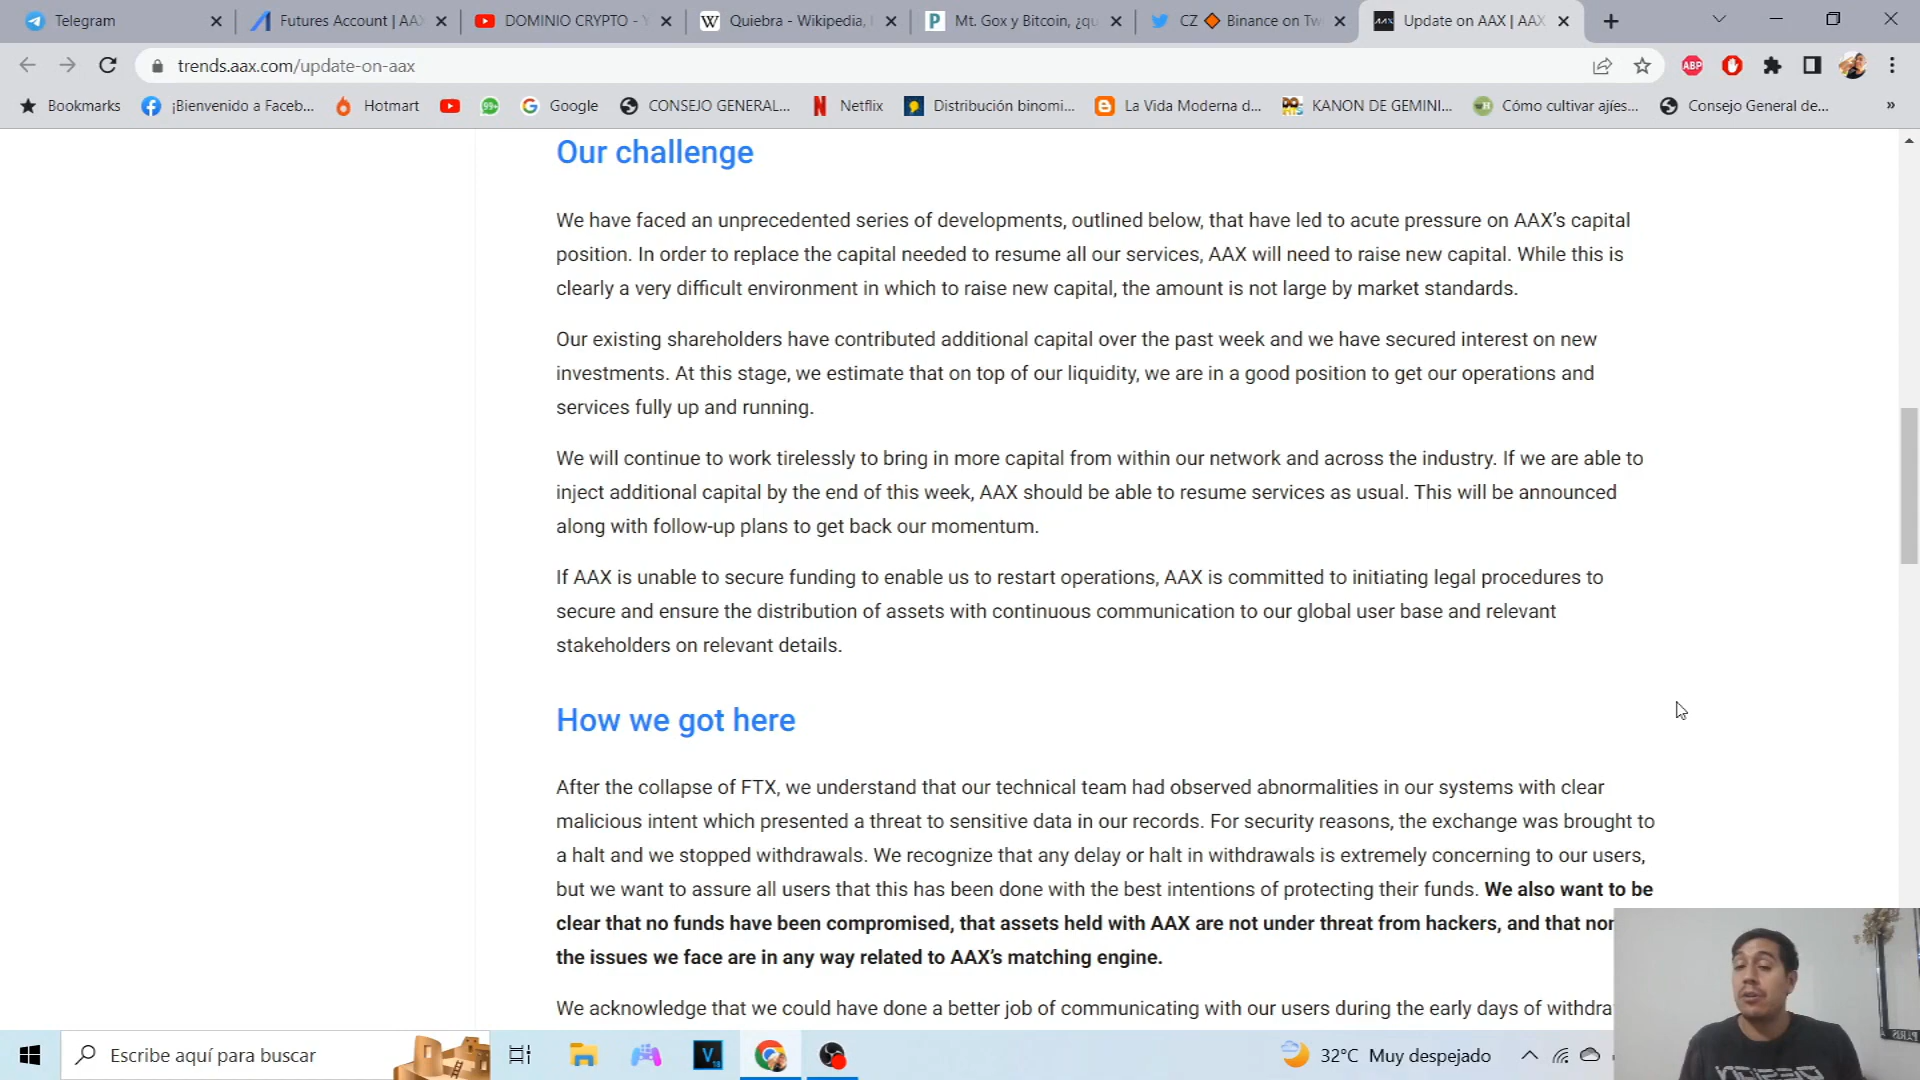 Telegram
Futures Account | AAX
DOMINIO CRYPTO - Y
Quiebra - Wikipedia,
Mt. Gox y Bitcoin, ¿qu
CZ Binance on Tw
Update on AAX | AAX
trends.aax.com/update-on-aax
ABP
Bookmarks
¡Bienvenido a Faceb...
Hotmart
99+
Google
CONSEJO GENERAL...
Netflix
Distribución binomi...
La Vida Moderna d...
KANON DE GEMINI...
Cómo cultivar ajíes...
Consejo General de...
Our challenge
We have faced an unprecedented series of developments, outlined below, that have led to acute pressure on AAX’s capital
position. In order to replace the capital needed to resume all our services, AAX will need to raise new capital. While this is
clearly a very difficult environment in which to raise new capital, the amount is not large by market standards.
Our existing shareholders have contributed additional capital over the past week and we have secured interest on new
investments. At this stage, we estimate that on top of our liquidity, we are in a good position to get our operations and
services fully up and running.
We will continue to work tirelessly to bring in more capital from within our network and across the industry. If we are able to
inject additional capital by the end of this week, AAX should be able to resume services as usual. This will be announced
along with follow-up plans to get back our momentum.
If AAX is unable to secure funding to enable us to restart operations, AAX is committed to initiating legal procedures to
secure and ensure the distribution of assets with continuous communication to our global user base and relevant
stakeholders on relevant details.
How we got here
After the collapse of FTX, we understand that our technical team had observed abnormalities in our systems with clear
malicious intent which presented a threat to sensitive data in our records. For security reasons, the exchange was brought to
a halt and we stopped withdrawals. We recognize that any delay or halt in withdrawals is extremely concerning to our users,
but we want to assure all users that this has been done with the best intentions of protecting their funds. We also want to be
clear that no funds have been compromised, that assets held with AAX are not under threat from hackers, and that non
the issues we face are in any way related to AAX’s matching engine.
We acknowledge that we could have done a better job of communicating with our users during the early days of withdra
Escribe aquí para buscar
32°C Muy despejado